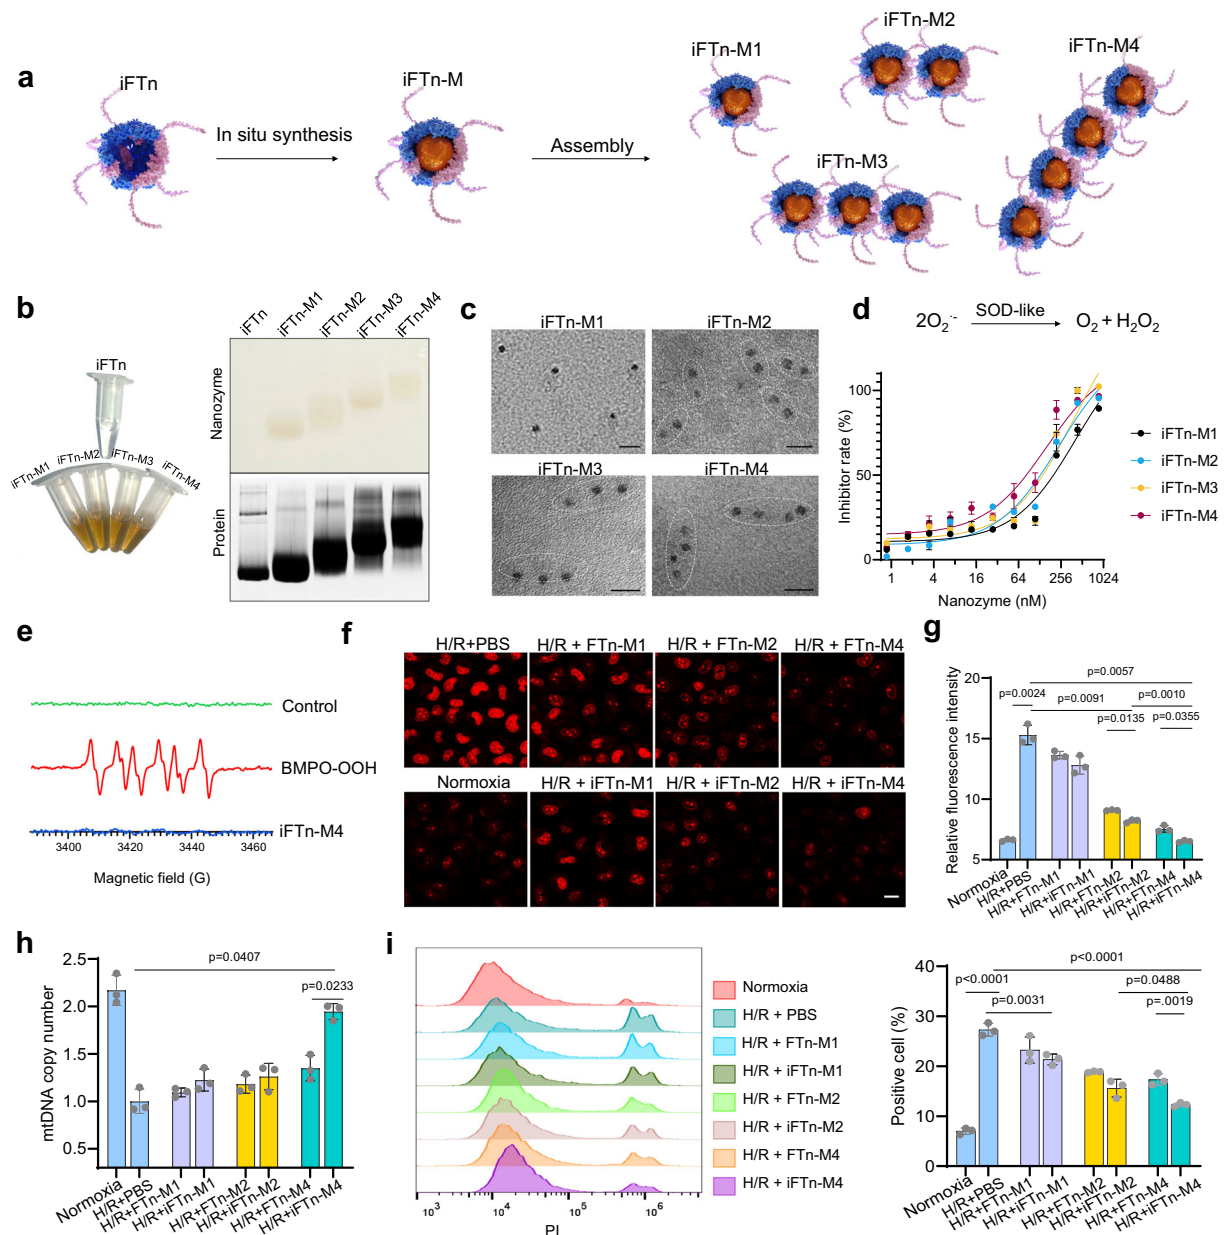 a
iFTn
In situ synthesis
iFTn-M
Assembly
iFTn-M1
iFTn-M2
iFTn-M3
iFTn-M4
b
iFTn
iFTn-M1
iFTn-M2
iFTn-M3
iFTn-M4
iFTn
iFTn-M1
iFTn-M2
iFTn-M3
iFTn-M4
Nanozyme
Protein
c
iFTn-M1
iFTn-M2
iFTn-M3
iFTn-M4
d
2O₂·⁻ SOD-like O₂ + H₂O₂
Inhibitor rate (%)
100
50
0
1 4 16 64 256 1024
Nanozyme (nM)
iFTn-M1
iFTn-M2
iFTn-M3
iFTn-M4
e
Control
BMPO-OOH
iFTn-M4
3400 3420 3440 3460
Magnetic field (G)
f
H/R+PBS
H/R + FTn-M1
H/R + FTn-M2
H/R + FTn-M4
Normoxia
H/R + iFTn-M1
H/R + iFTn-M2
H/R + iFTn-M4
g
Relative fluorescence intensity
20
15
10
5
p=0.0057
p=0.0024
p=0.0091
p=0.0010
p=0.0135
p=0.0355
Normoxia
H/R+PBS
H/R+FTn-M1
H/R+iFTn-M1
H/R+FTn-M2
H/R+iFTn-M2
H/R+FTn-M4
H/R+iFTn-M4
h
mtDNA copy number
2.5
2.0
1.5
1.0
0.5
p=0.0407
p=0.0233
Normoxia
H/R+PBS
H/R+FTn-M1
H/R+iFTn-M1
H/R+FTn-M2
H/R+iFTn-M2
H/R+FTn-M4
H/R+iFTn-M4
i
10³ 10⁴ 10⁵ 10⁶
PI
Normoxia
H/R + PBS
H/R + FTn-M1
H/R + iFTn-M1
H/R + FTn-M2
H/R + iFTn-M2
H/R + FTn-M4
H/R + iFTn-M4
Positive cell (%)
40
30
20
10
0
p<0.0001
p<0.0001
p=0.0031
p=0.0488
p=.0019
Normoxia
H/R+PBS
H/R+FTn-M1
H/R+iFTn-M1
H/R+FTn-M2
H/R+iFTn-M2
H/R+FTn-M4
H/R+iFTn-M4